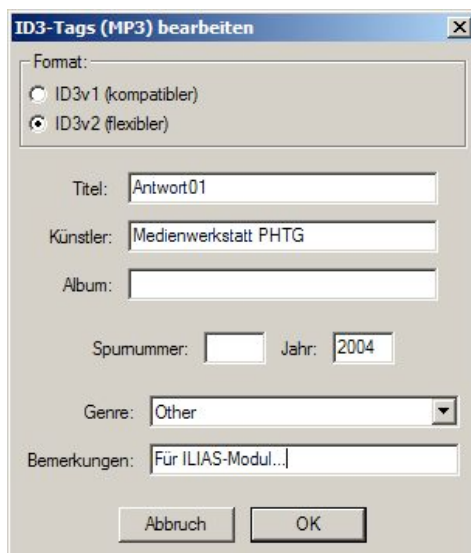 ID3-Tags (MP3) bearbeiten
Format:
ID3v1 (kompatibler)
ID3v2 (flexibler)
Titel: Antwort01
Künstler: Medienwerkstatt PHTG
Album:
Spurnummer: Jahr: 2004
Genre: Other
Bemerkungen: Für ILIAS-Modul...
Abbruch OK